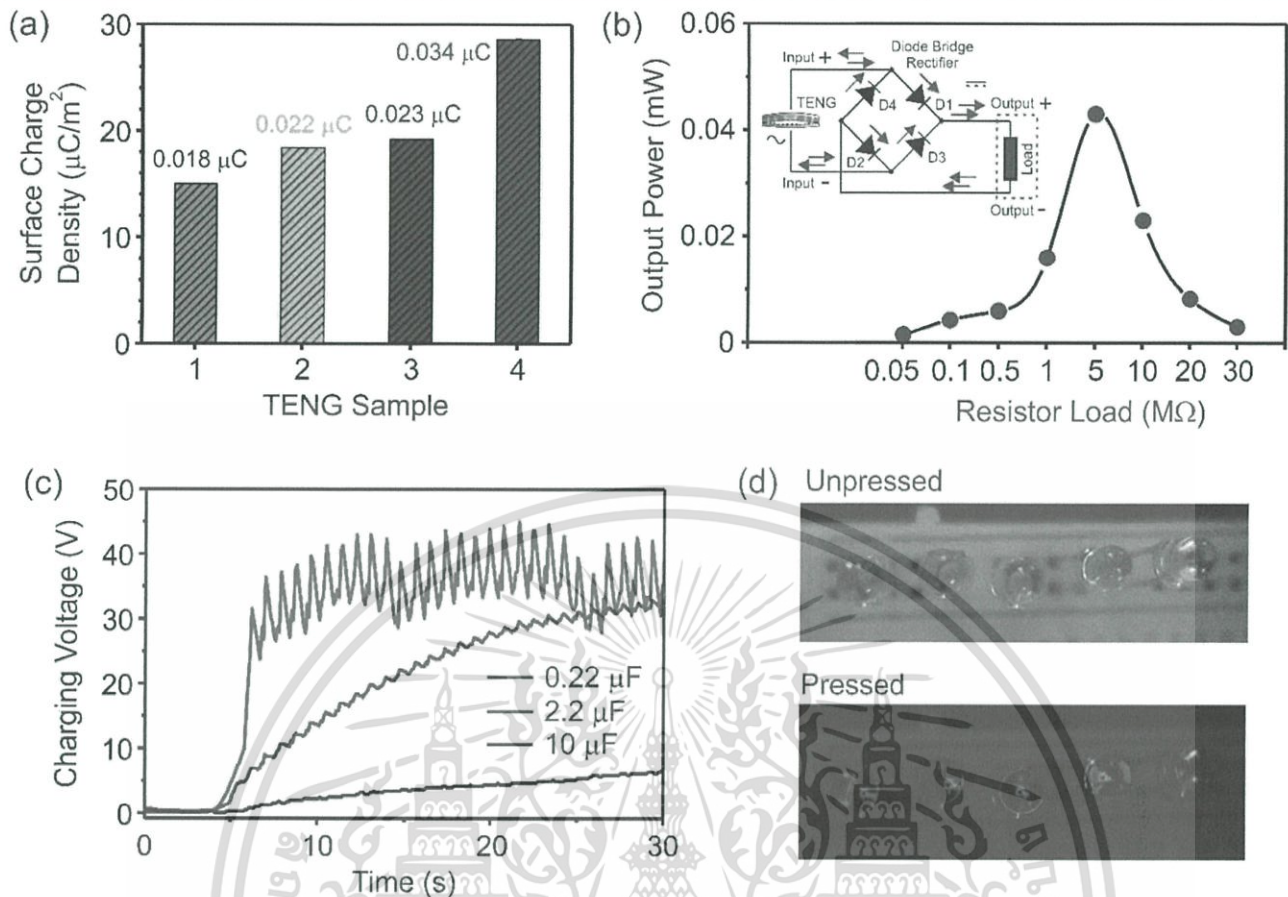 (a)
Surface Charge
Density (μC/m²)
30
20
10
0
0.018 μC
0.022 μC
0.023 μC
0.034 μC
1 2 3 4
TENG Sample
(b)
Output Power (mW)
0.06
0.04
0.02
0
Input +
Diode Bridge
Rectifier
TENG
D4
D1
Output +
~
D2
D3
Load
Input -
Output -
0.05 0.1 0.5 1 5 10 20 30
Resistor Load (MΩ)
(c)
Charging Voltage (V)
50
40
30
20
10
0
0.22 μF
2.2 μF
10 μF
0 10 20 30
Time (s)
(d)
Unpressed
Pressed